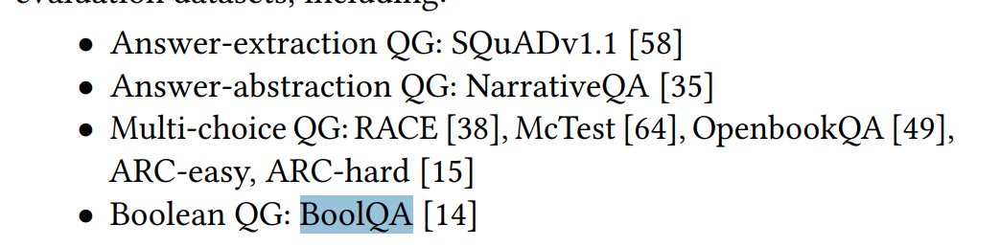 evaluation datasets, including:
• Answer-extraction QG: SQuADv1.1 [58]
• Answer-abstraction QG: NarrativeQA [35]
• Multi-choice QG: RACE [38], McTest [64], OpenbookQA [49],
ARC-easy, ARC-hard [15]
• Boolean QG: BoolQA [14]